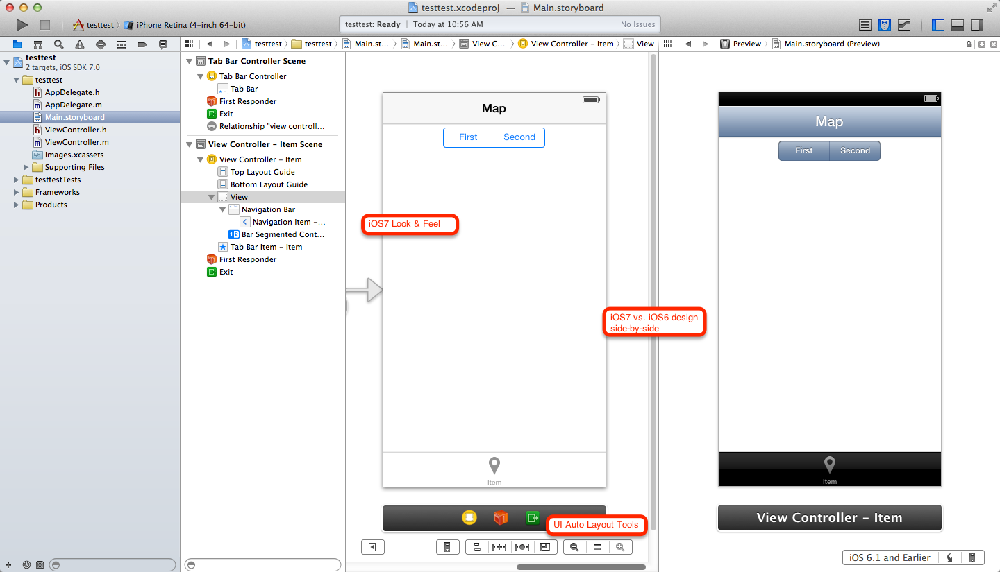 testtest.xcodeproj — Main.storyboard
testtest › iPhone Retina (4-inch 64-bit)
testtest: Ready | Today at 10:56 AM No Issues
testtest › testtest › Main.st... › Main.st... › View C... › View Controller – Item › View
Preview › Main.storyboard (Preview)
testtest
2 targets, iOS SDK 7.0
testtest
AppDelegate.h
AppDelegate.m
Main.storyboard
ViewController.h
ViewController.m
Images.xcassets
Supporting Files
testtestTests
Frameworks
Products
Tab Bar Controller Scene
Tab Bar Controller
Tab Bar
First Responder
Exit
Relationship "view controll...
View Controller – Item Scene
View Controller – Item
Top Layout Guide
Bottom Layout Guide
View
Navigation Bar
Navigation Item –...
Bar Segmented Cont...
Tab Bar Item – Item
First Responder
Exit
Map
First Second
iOS7 Look & Feel
iOS7 vs. iOS6 design
side-by-side
Item
UI Auto Layout Tools
Map
First Second
Item
View Controller – Item
iOS 6.1 and Earlier